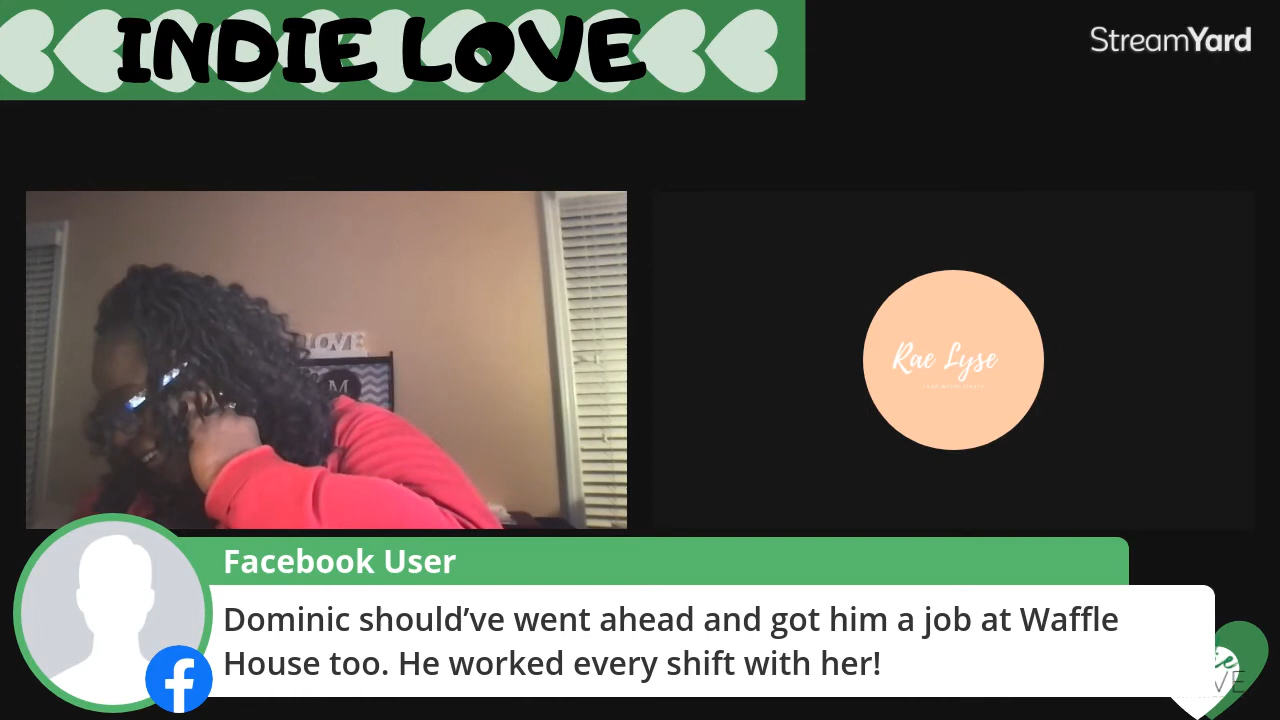 INDIE LOVE
StreamYard
LOVE
M
Rae Lyse
Facebook User
Dominic should’ve went ahead and got him a job at Waffle
House too. He worked every shift with her!